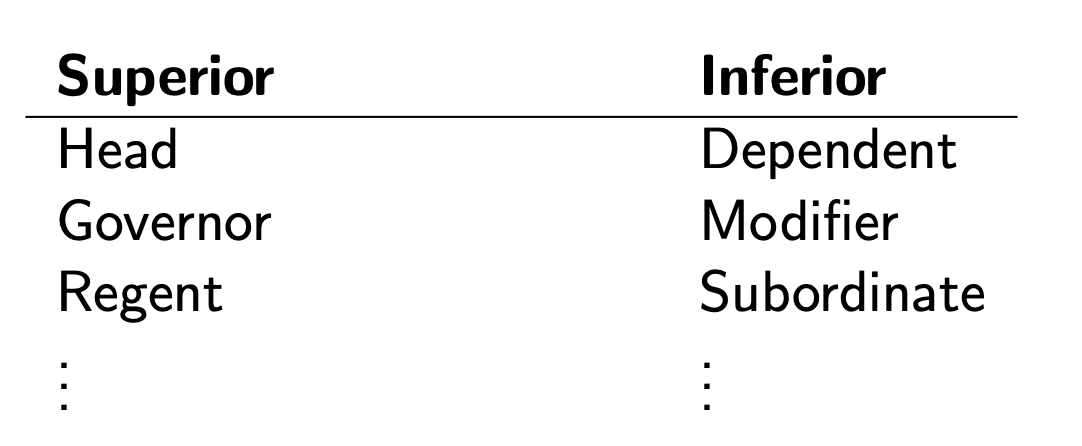 Superior Inferior
Head Dependent
Governor Modifier
Regent Subordinate
⋮ ⋮